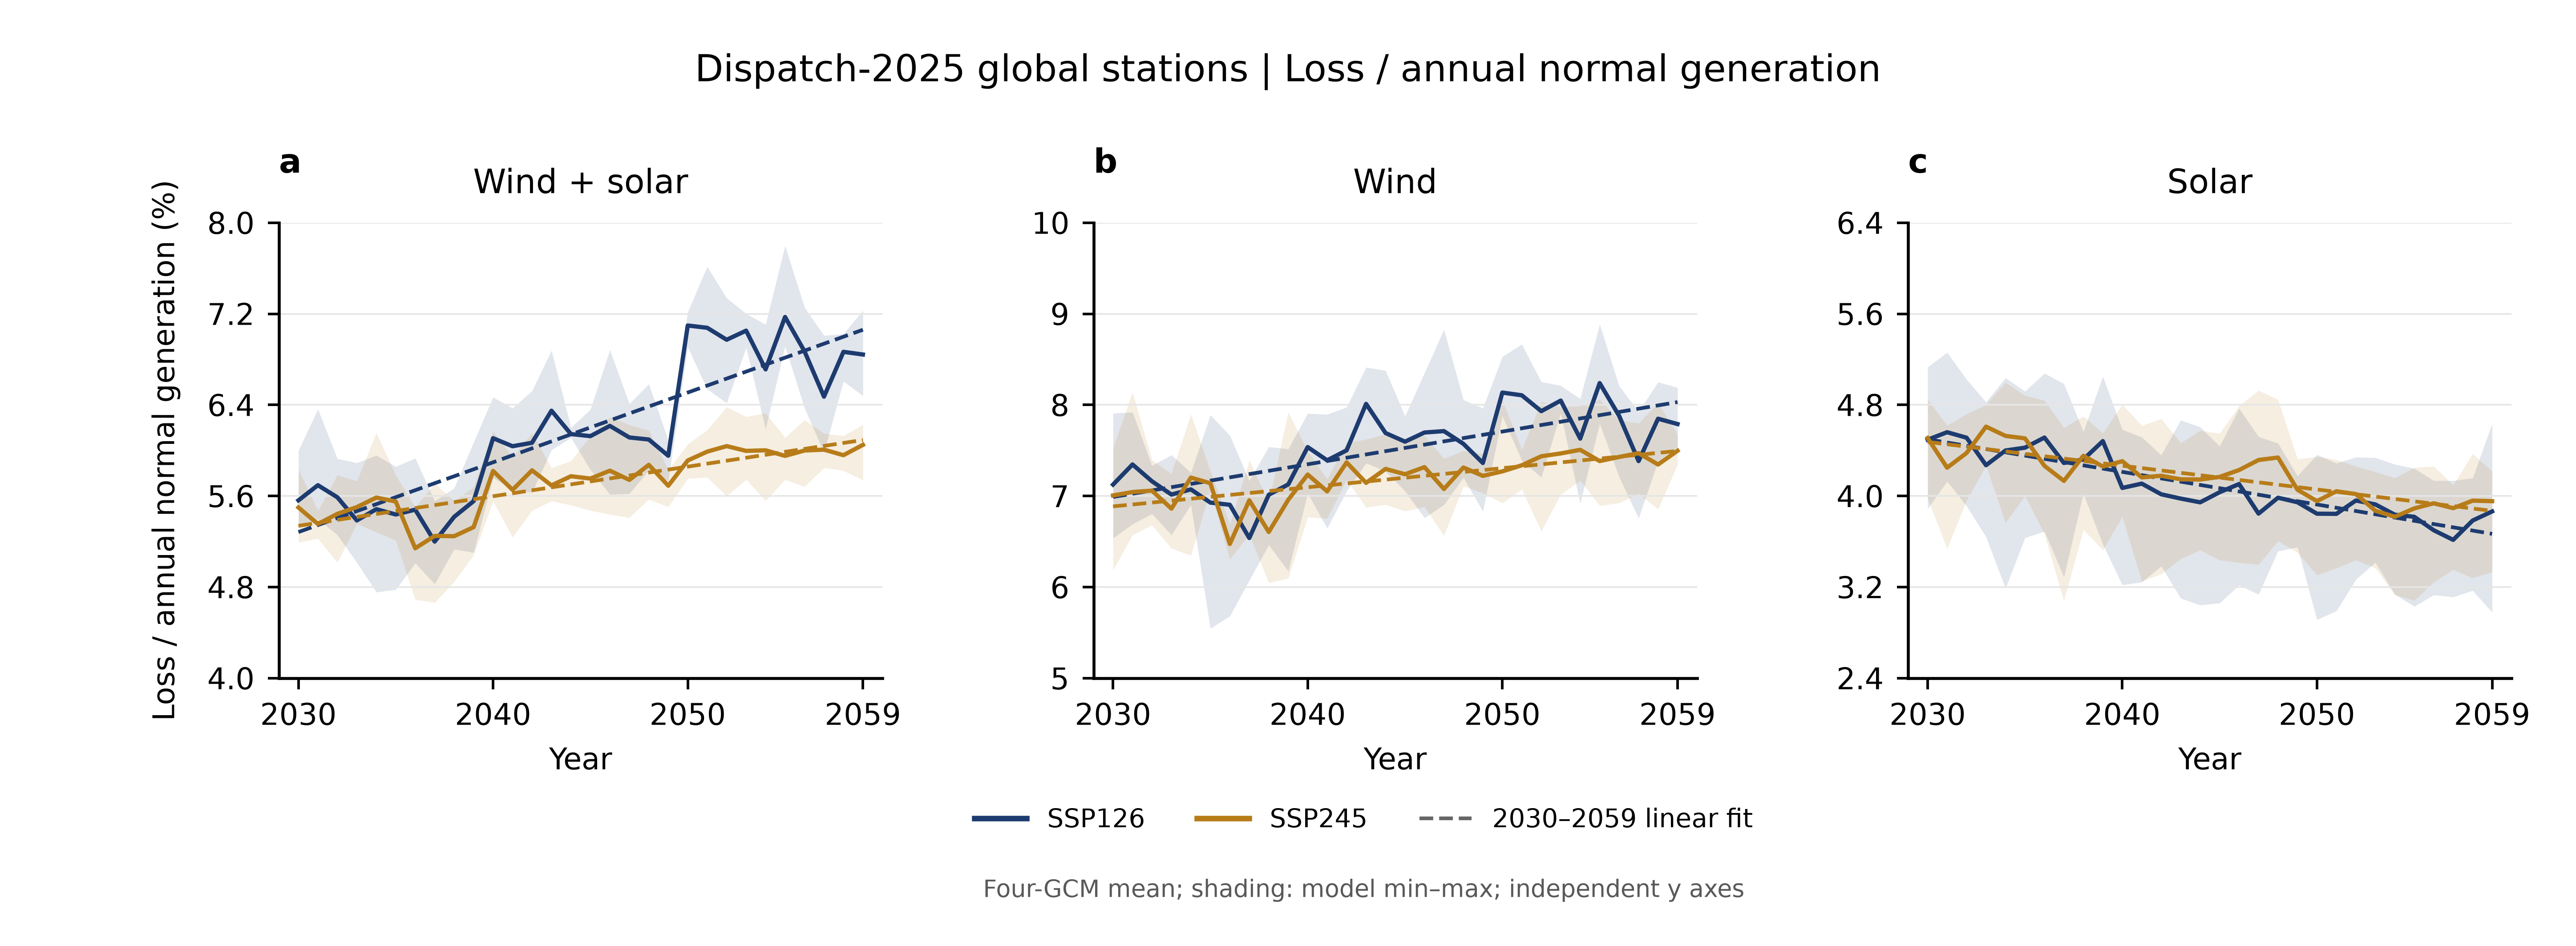 Dispatch-2025 global stations | Loss / annual normal generation
a
Wind + solar
Loss / annual normal generation (%)
8.0
7.2
6.4
5.6
4.8
4.0
2030
2040
2050
2059
Year
b
Wind
10
9
8
7
6
5
2030
2040
2050
2059
Year
c
Solar
6.4
5.6
4.8
4.0
3.2
2.4
2030
2040
2050
2059
Year
SSP126
SSP245
2030–2059 linear fit
Four-GCM mean; shading: model min–max; independent y axes